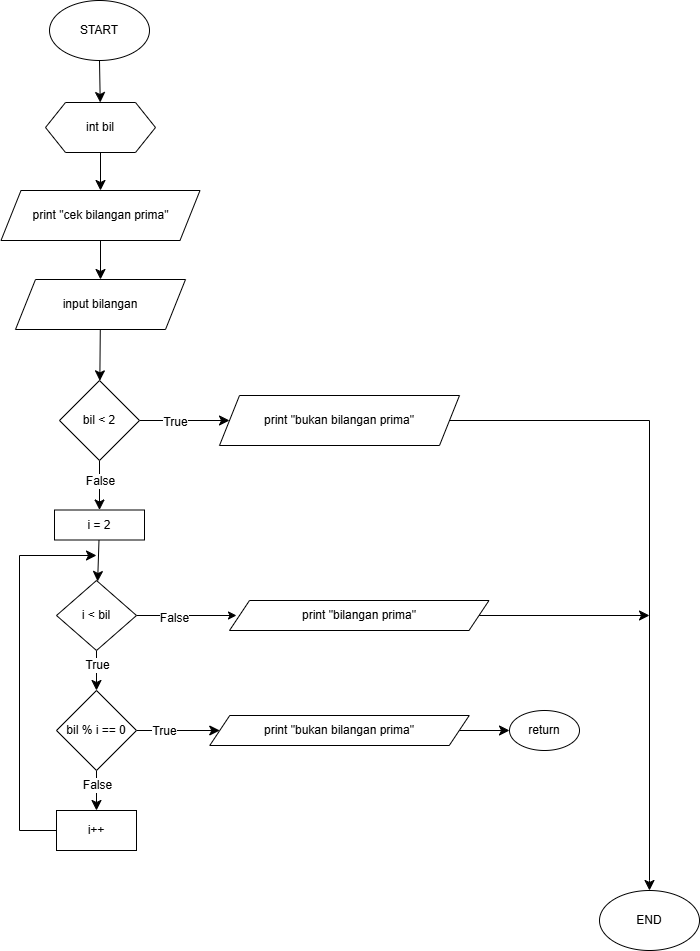 START
int bil
print "cek bilangan prima"
input bilangan
bil < 2
True
print "bukan bilangan prima"
False
i = 2
i < bil
False
print "bilangan prima"
True
bil % i == 0
True
print "bukan bilangan prima"
return
False
i++
END